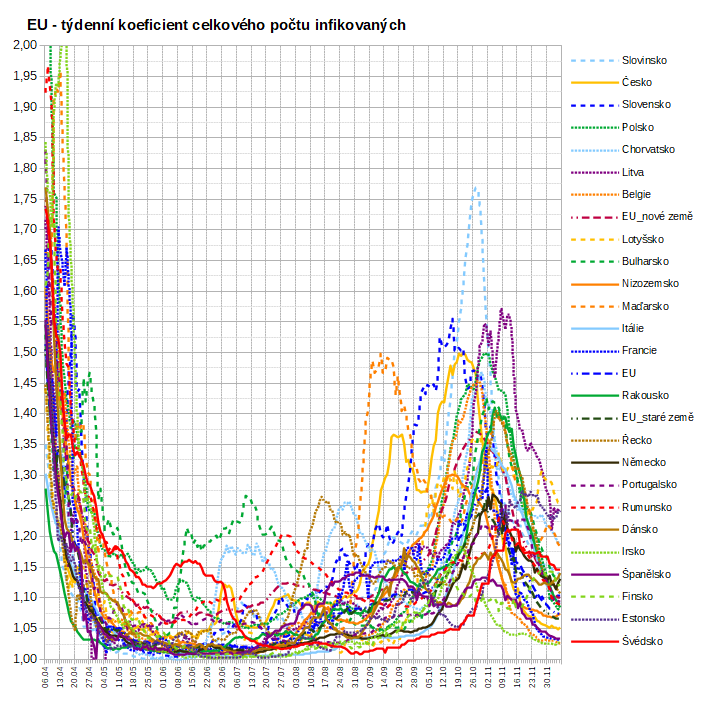 EU - týdenní koeficient celkového počtu infikovaných
2,00
1,95
1,90
1,85
1,80
1,75
1,70
1,65
1,60
1,55
1,50
1,45
1,40
1,35
1,30
1,25
1,20
1,15
1,10
1,05
1,00
06.04
13.04
20.04
27.04
04.05
11.05
18.05
25.05
01.06
08.06
15.06
22.06
29.06
06.07
13.07
20.07
27.07
03.08
10.08
17.08
24.08
31.08
07.09
14.09
21.09
28.09
05.10
12.10
19.10
26.10
02.11
09.11
16.11
23.11
30.11
Slovinsko
Česko
Slovensko
Polsko
Chorvatsko
Litva
Belgie
EU_nové země
Lotyšsko
Bulharsko
Nizozemsko
Maďarsko
Itálie
Francie
EU
Rakousko
EU_staré země
Řecko
Německo
Portugalsko
Rumunsko
Dánsko
Irsko
Španělsko
Finsko
Estonsko
Švédsko